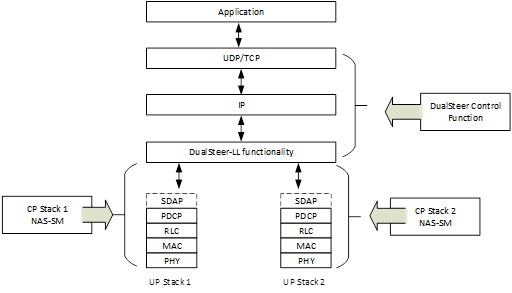 Application
UDP/TCP
IP
DualSteer-LL functionality
DualSteer Control
Function
CP Stack 1
NAS-SM
SDAP
PDCP
RLC
MAC
PHY
UP Stack 1
SDAP
PDCP
RLC
MAC
PHY
UP Stack 2
CP Stack 2
NAS-SM